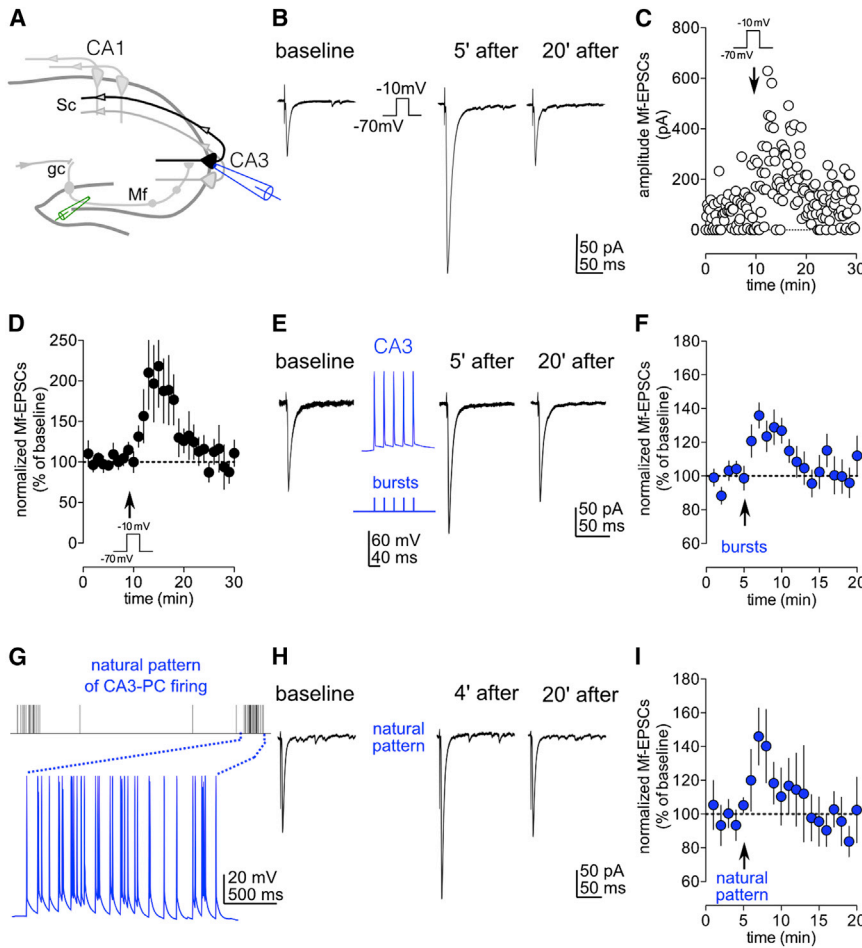 A
CA1
Sc
CA3
gc
Mf
B
baseline
5' after
20' after
-10mV
-70mV
50 pA
50 ms
C
-10 mV
-70mV
800
600
400
200
0
amplitude Mf-EPSCs
(pA)
0
10
20
30
time (min)
D
250
200
150
100
50
0
normalized Mf-EPSCs
(% of baseline)
-10 mV
-70 mV
0
10
20
30
time (min)
E
baseline
CA3
5' after
20' after
bursts
60 mV
40 ms
50 pA
50 ms
F
180
160
140
120
100
80
60
normalized Mf-EPSCs
(% of baseline)
bursts
0
5
10
15
20
time (min)
G
natural pattern
of CA3-PC firing
20 mV
500 ms
H
baseline
4' after
20' after
natural
pattern
50 pA
50 ms
I
180
160
140
120
100
80
60
normalized Mf-EPSCs
(% of baseline)
natural
pattern
0
5
10
15
20
time (min)